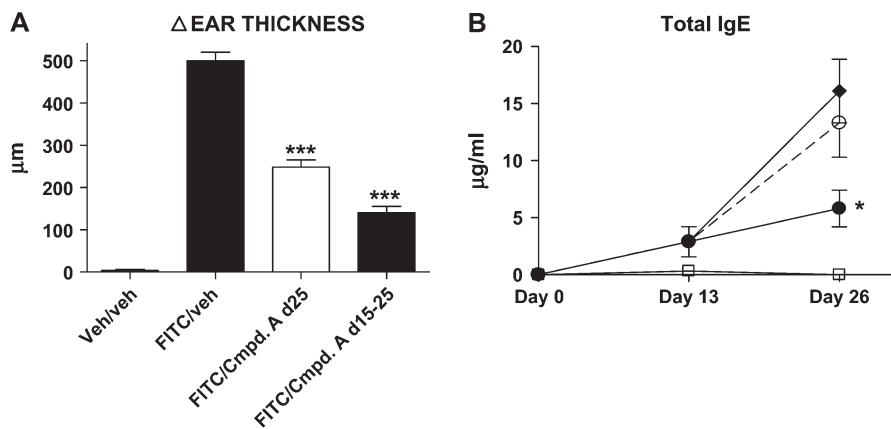 A
△ EAR THICKNESS
500
400
300
200
100
0
μm
***
***
Veh/veh
FITC/veh
FITC/Cmpd. A d25
FITC/Cmpd. A d15-25
B
Total IgE
20
15
10
5
0
μg/ml
*
Day 0
Day 13
Day 26